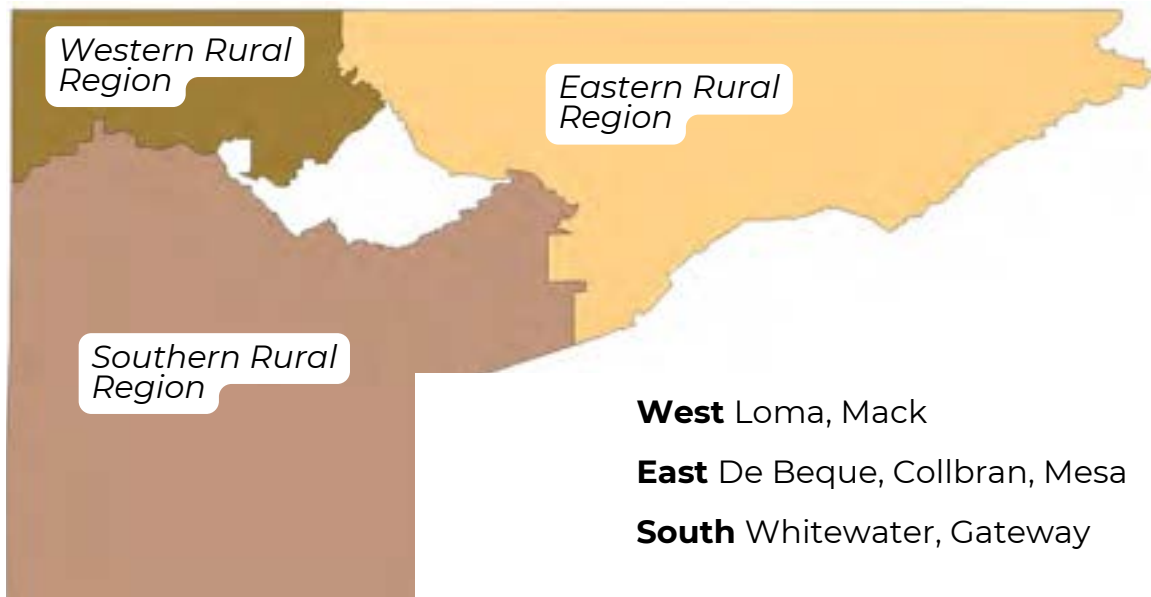 Western Rural
Region
Eastern Rural
Region
Southern Rural
Region
West Loma, Mack
East De Beque, Collbran, Mesa
South Whitewater, Gateway